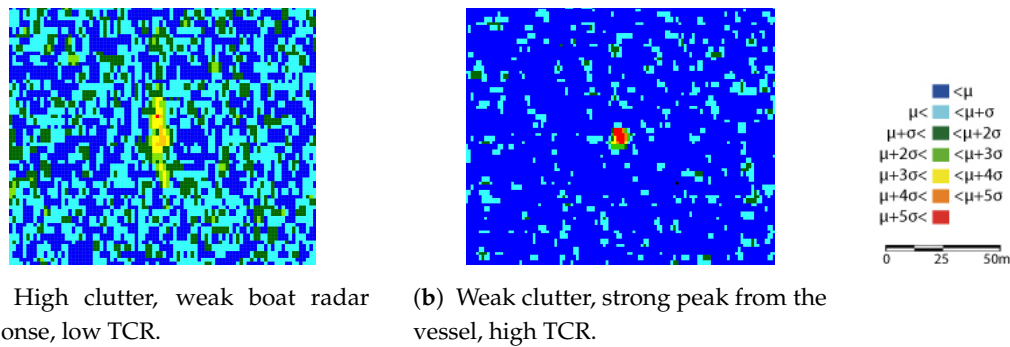 <μ
μ< <μ+σ
μ+σ< <μ+2σ
μ+2σ< <μ+3σ
μ+3σ< <μ+4σ
μ+4σ< <μ+5σ
μ+5σ<
0 25 50m
High clutter, weak boat radar
onse, low TCR.
(b) Weak clutter, strong peak from the
vessel, high TCR.